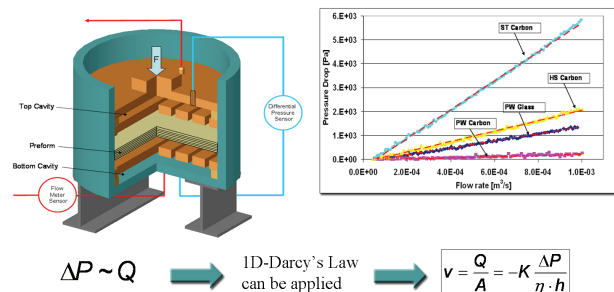 F
Top Cavity
Preform
Bottom Cavity
Flow
Meter
Sensor
Differential
Pressure
Sensor
Pressure Drop [Pa]
6.E+03
5.E+03
4.E+03
3.E+03
2.E+03
1.E+03
0.E+00
ST Carbon
HS Carbon
PW Glass
PW Carbon
0.0E+00 2.0E-04 4.0E-04 6.0E-04 8.0E-04 1.0E-03
Flow rate [m³/s]
ΔP ~ Q
1D-Darcy's Law
can be applied
v = Q/A = −K ΔP/(η · h)